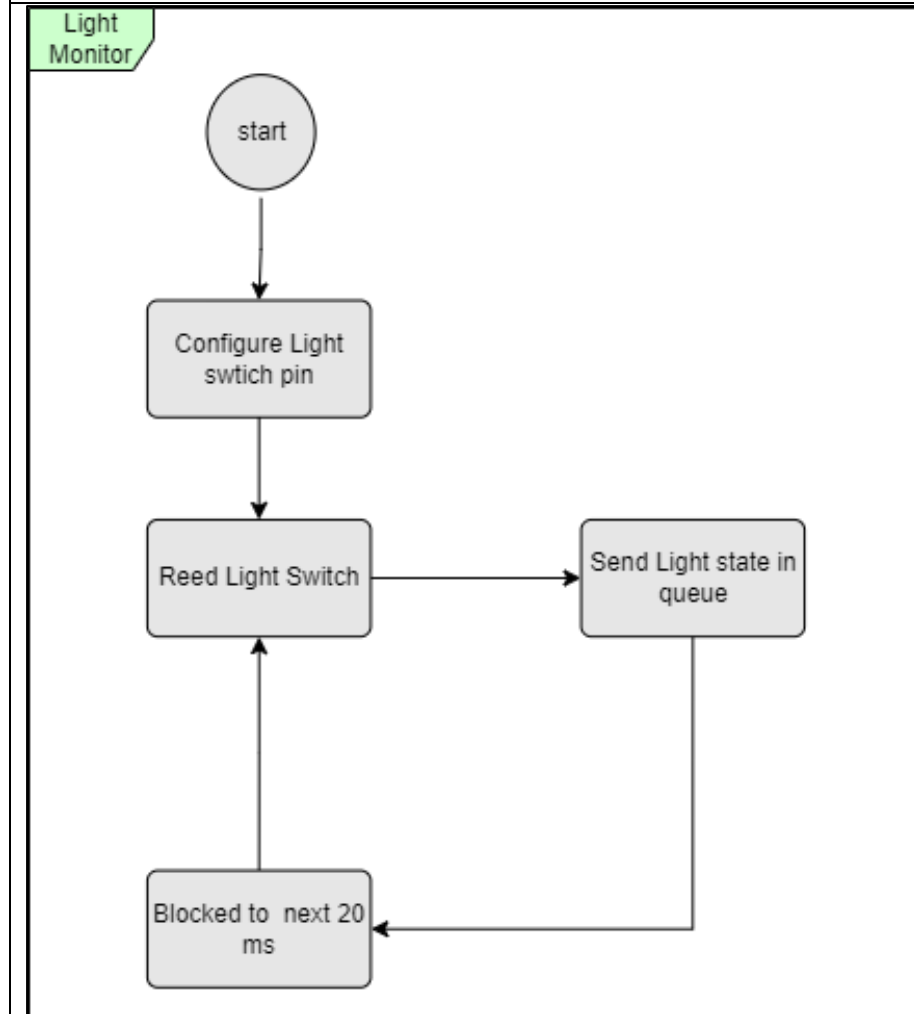 Light
Monitor
start
Configure Light
swtich pin
Reed Light Switch
Send Light state in
queue
Blocked to  next 20
ms